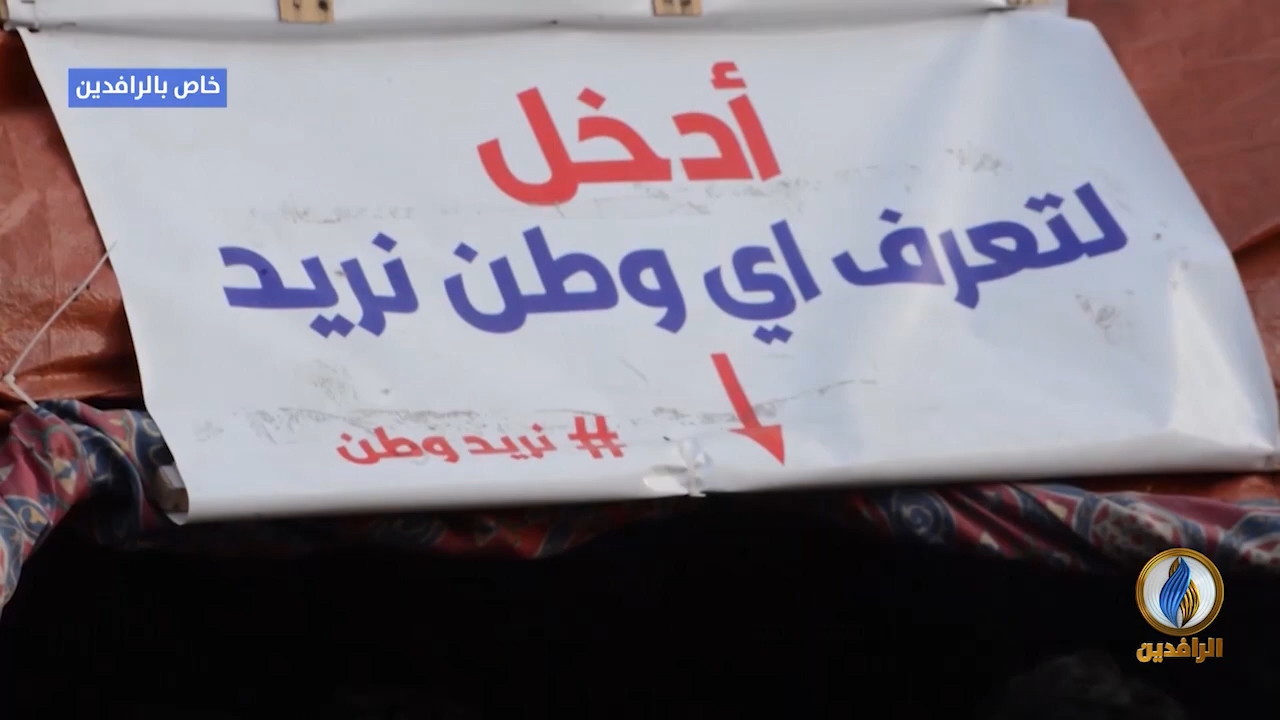 خاص بالرافدين
أدخل
لتعرف اي وطن نريد
# نريد وطن
الرافدين